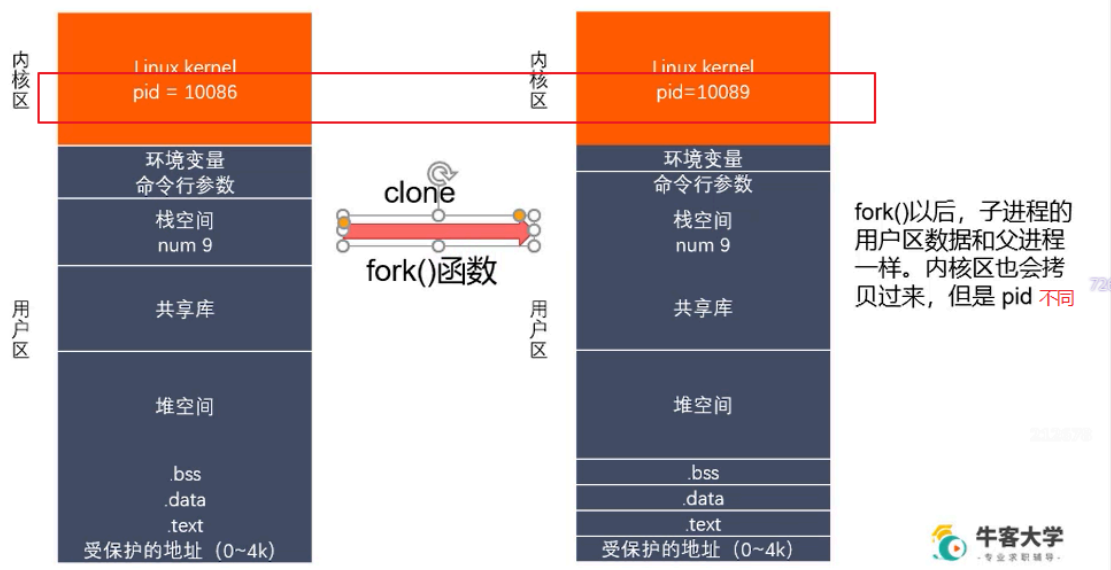 内核区
Linux kernel
pid = 10086
环境变量
命令行参数
栈空间
num 9
用户区
共享库
堆空间
.bss
.data
.text
受保护的地址（0~4k）
clone
fork()函数
内核区
Linux kernel
pid=10089
环境变量
命令行参数
栈空间
num 9
用户区
共享库
堆空间
.bss
.data
.text
受保护的地址（0~4k）
fork()以后，子进程的
用户区数据和父进程
一样。内核区也会拷
贝过来，但是 pid 不同
牛客大学
·专业求职辅导·